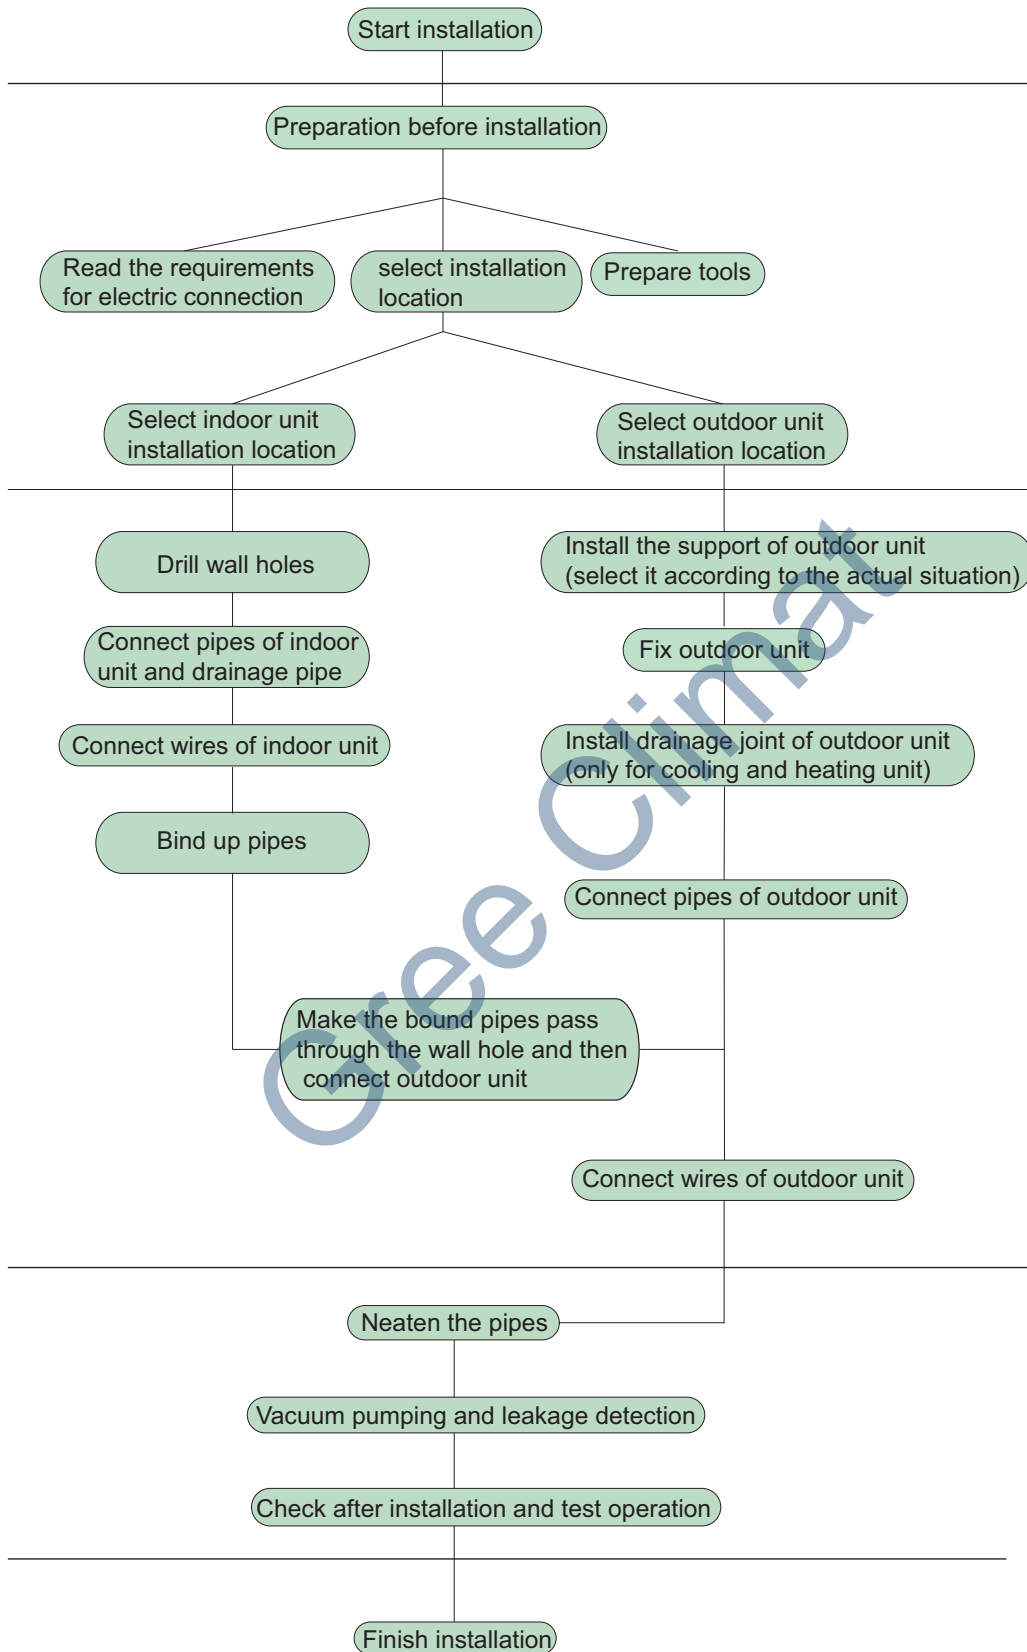 Start installation
Preparation before installation
Read the requirements
for electric connection
select installation
location
Prepare tools
Select indoor unit
installation location
Select outdoor unit
installation location
Drill wall holes
Install the support of outdoor unit
(select it according to the actual situation)
Connect pipes of indoor
unit and drainage pipe
Fix outdoor unit
Connect wires of indoor unit
Install drainage joint of outdoor unit
(only for cooling and heating unit)
Bind up pipes
Connect pipes of outdoor unit
Make the bound pipes pass
through the wall hole and then
connect outdoor unit
Connect wires of outdoor unit
Neaten the pipes
Vacuum pumping and leakage detection
Check after installation and test operation
Finish installation
Gree Climat